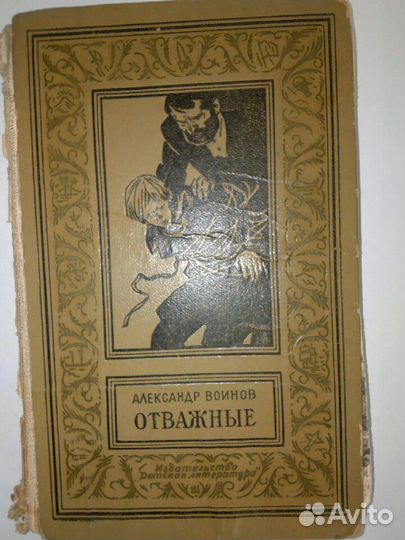 АЛЕКСАНДР ВОИНОВ
ОТВАЖНЫЕ
Издательство
"Детская литература"
Avito